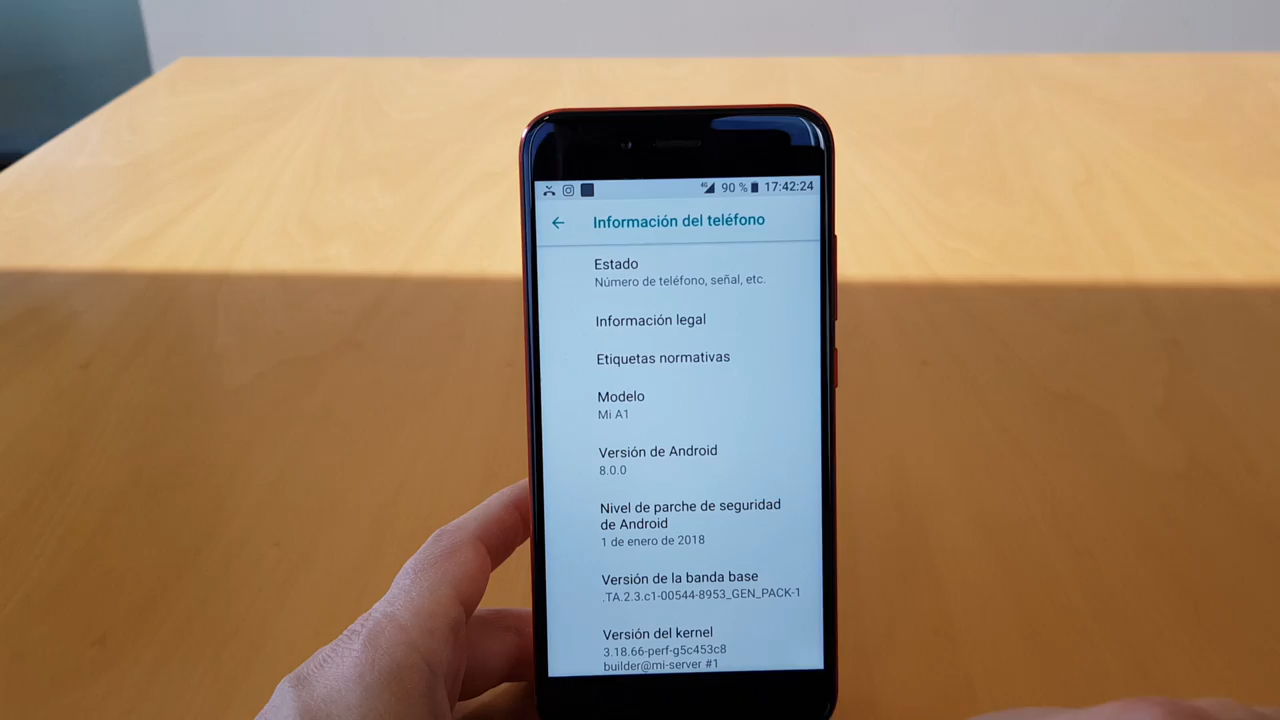 4G 90 % 17:42:24
Información del teléfono
Estado
Número de teléfono, señal, etc.
Información legal
Etiquetas normativas
Modelo
Mi A1
Versión de Android
8.0.0
Nivel de parche de seguridad
de Android
1 de enero de 2018
Versión de la banda base
.TA.2.3.c1-00544-8953_GEN_PACK-1
Versión del kernel
3.18.66-perf-g5c453c8
builder@mi-server #1